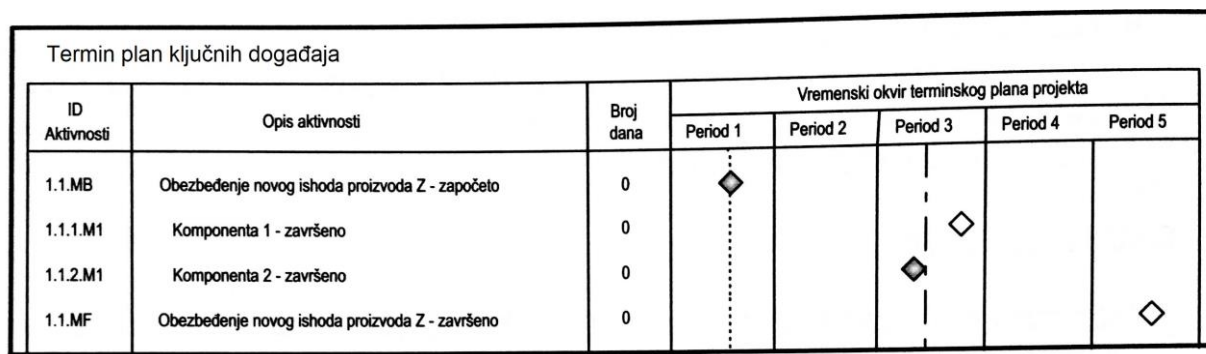 Termin plan ključnih događaja
ID Aktivnosti Opis aktivnosti Broj dana Vremenski okvir terminskog plana projekta
Period 1 Period 2 Period 3 Period 4 Period 5
1.1.MB Obezbeđenje novog ishoda proizvoda Z - započeto 0
1.1.1.M1 Komponenta 1 - završeno 0
1.1.2.M1 Komponenta 2 - završeno 0
1.1.MF Obezbeđenje novog ishoda proizvoda Z - završeno 0